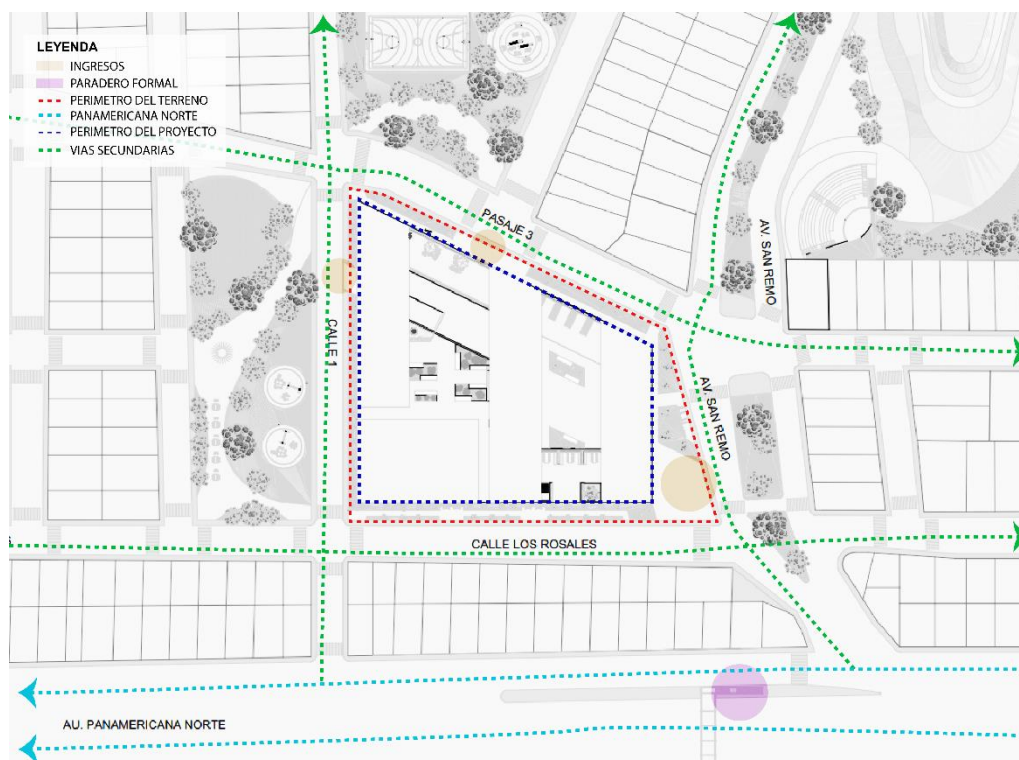 LEYENDA
INGRESOS
PARADERO FORMAL
PERIMETRO DEL TERRENO
PANAMERICANA NORTE
PERIMETRO DEL PROYECTO
VIAS SECUNDARIAS
PASAJE 3
AV. SAN REMO
CALLE 1
AV. SAN REMO
CALLE LOS ROSALES
AU. PANAMERICANA NORTE